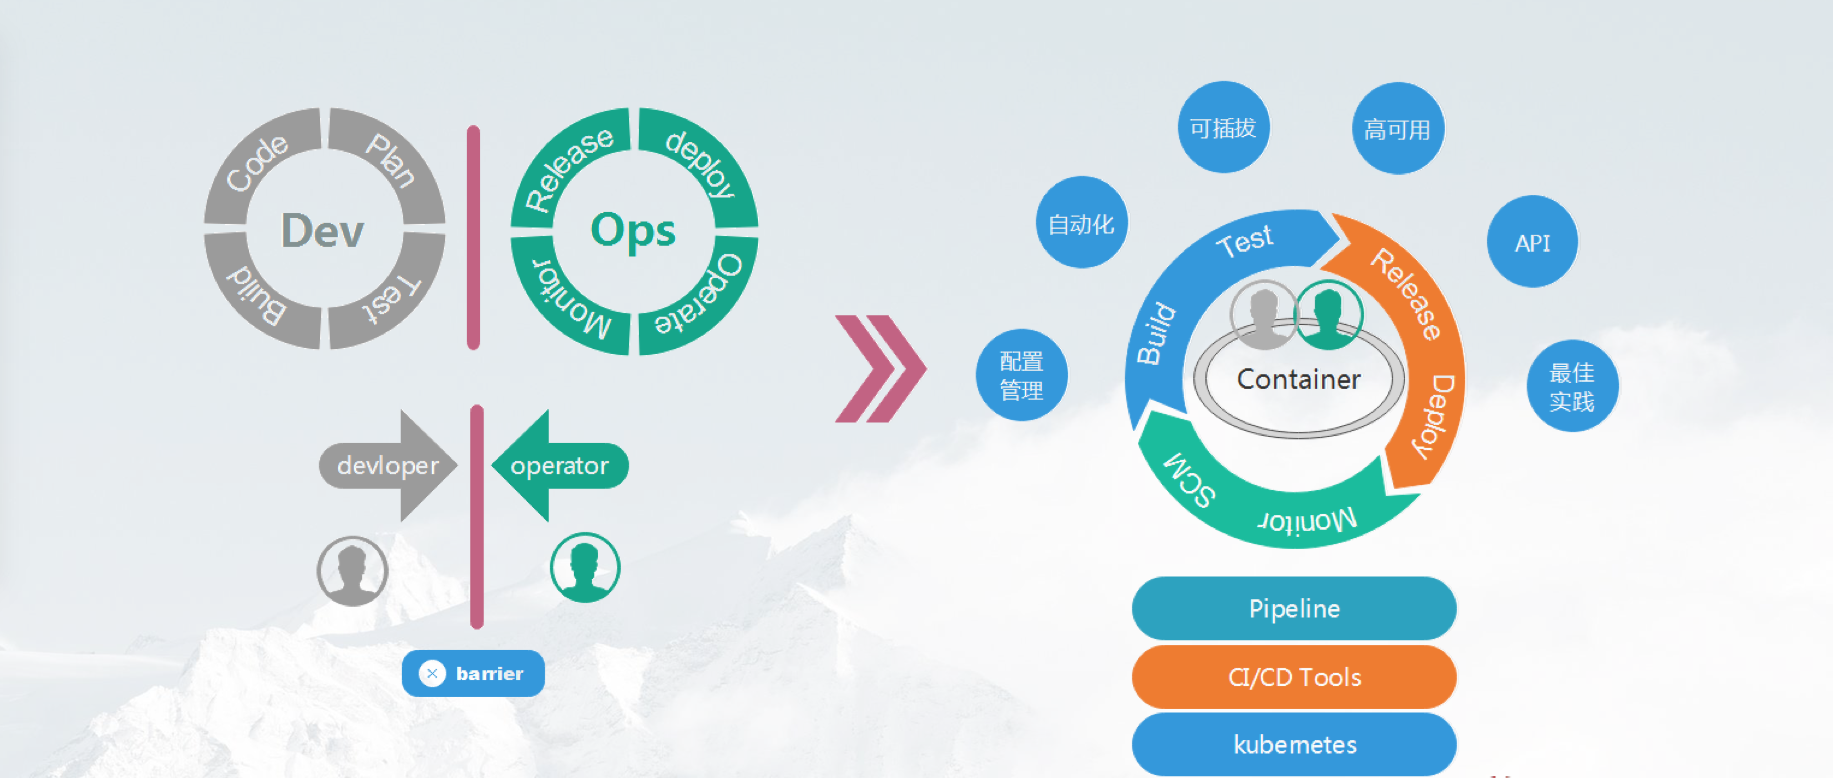 Code
Plan
Dev
Build
Test
Release
deploy
Ops
Monitor
Operate
devloper
operator
barrier
可插拔
高可用
自动化
API
配置
管理
最佳
实践
Test
Release
Build
Deploy
Container
SCM
Monitor
Pipeline
CI/CD Tools
kubernetes